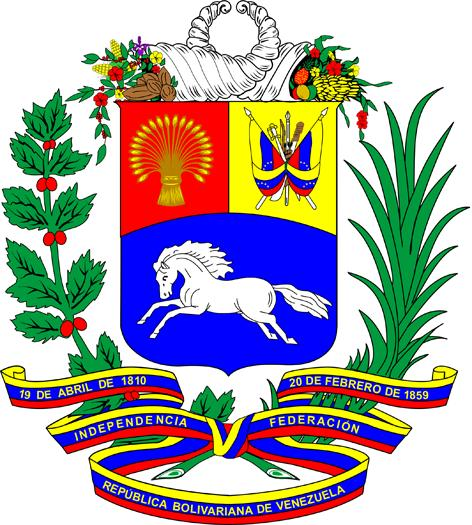 19 DE ABRIL DE 1810
20 DE FEBRERO DE 1859
INDEPENDENCIA
FEDERACIÓN
REPÚBLICA BOLIVARIANA DE VENEZUELA